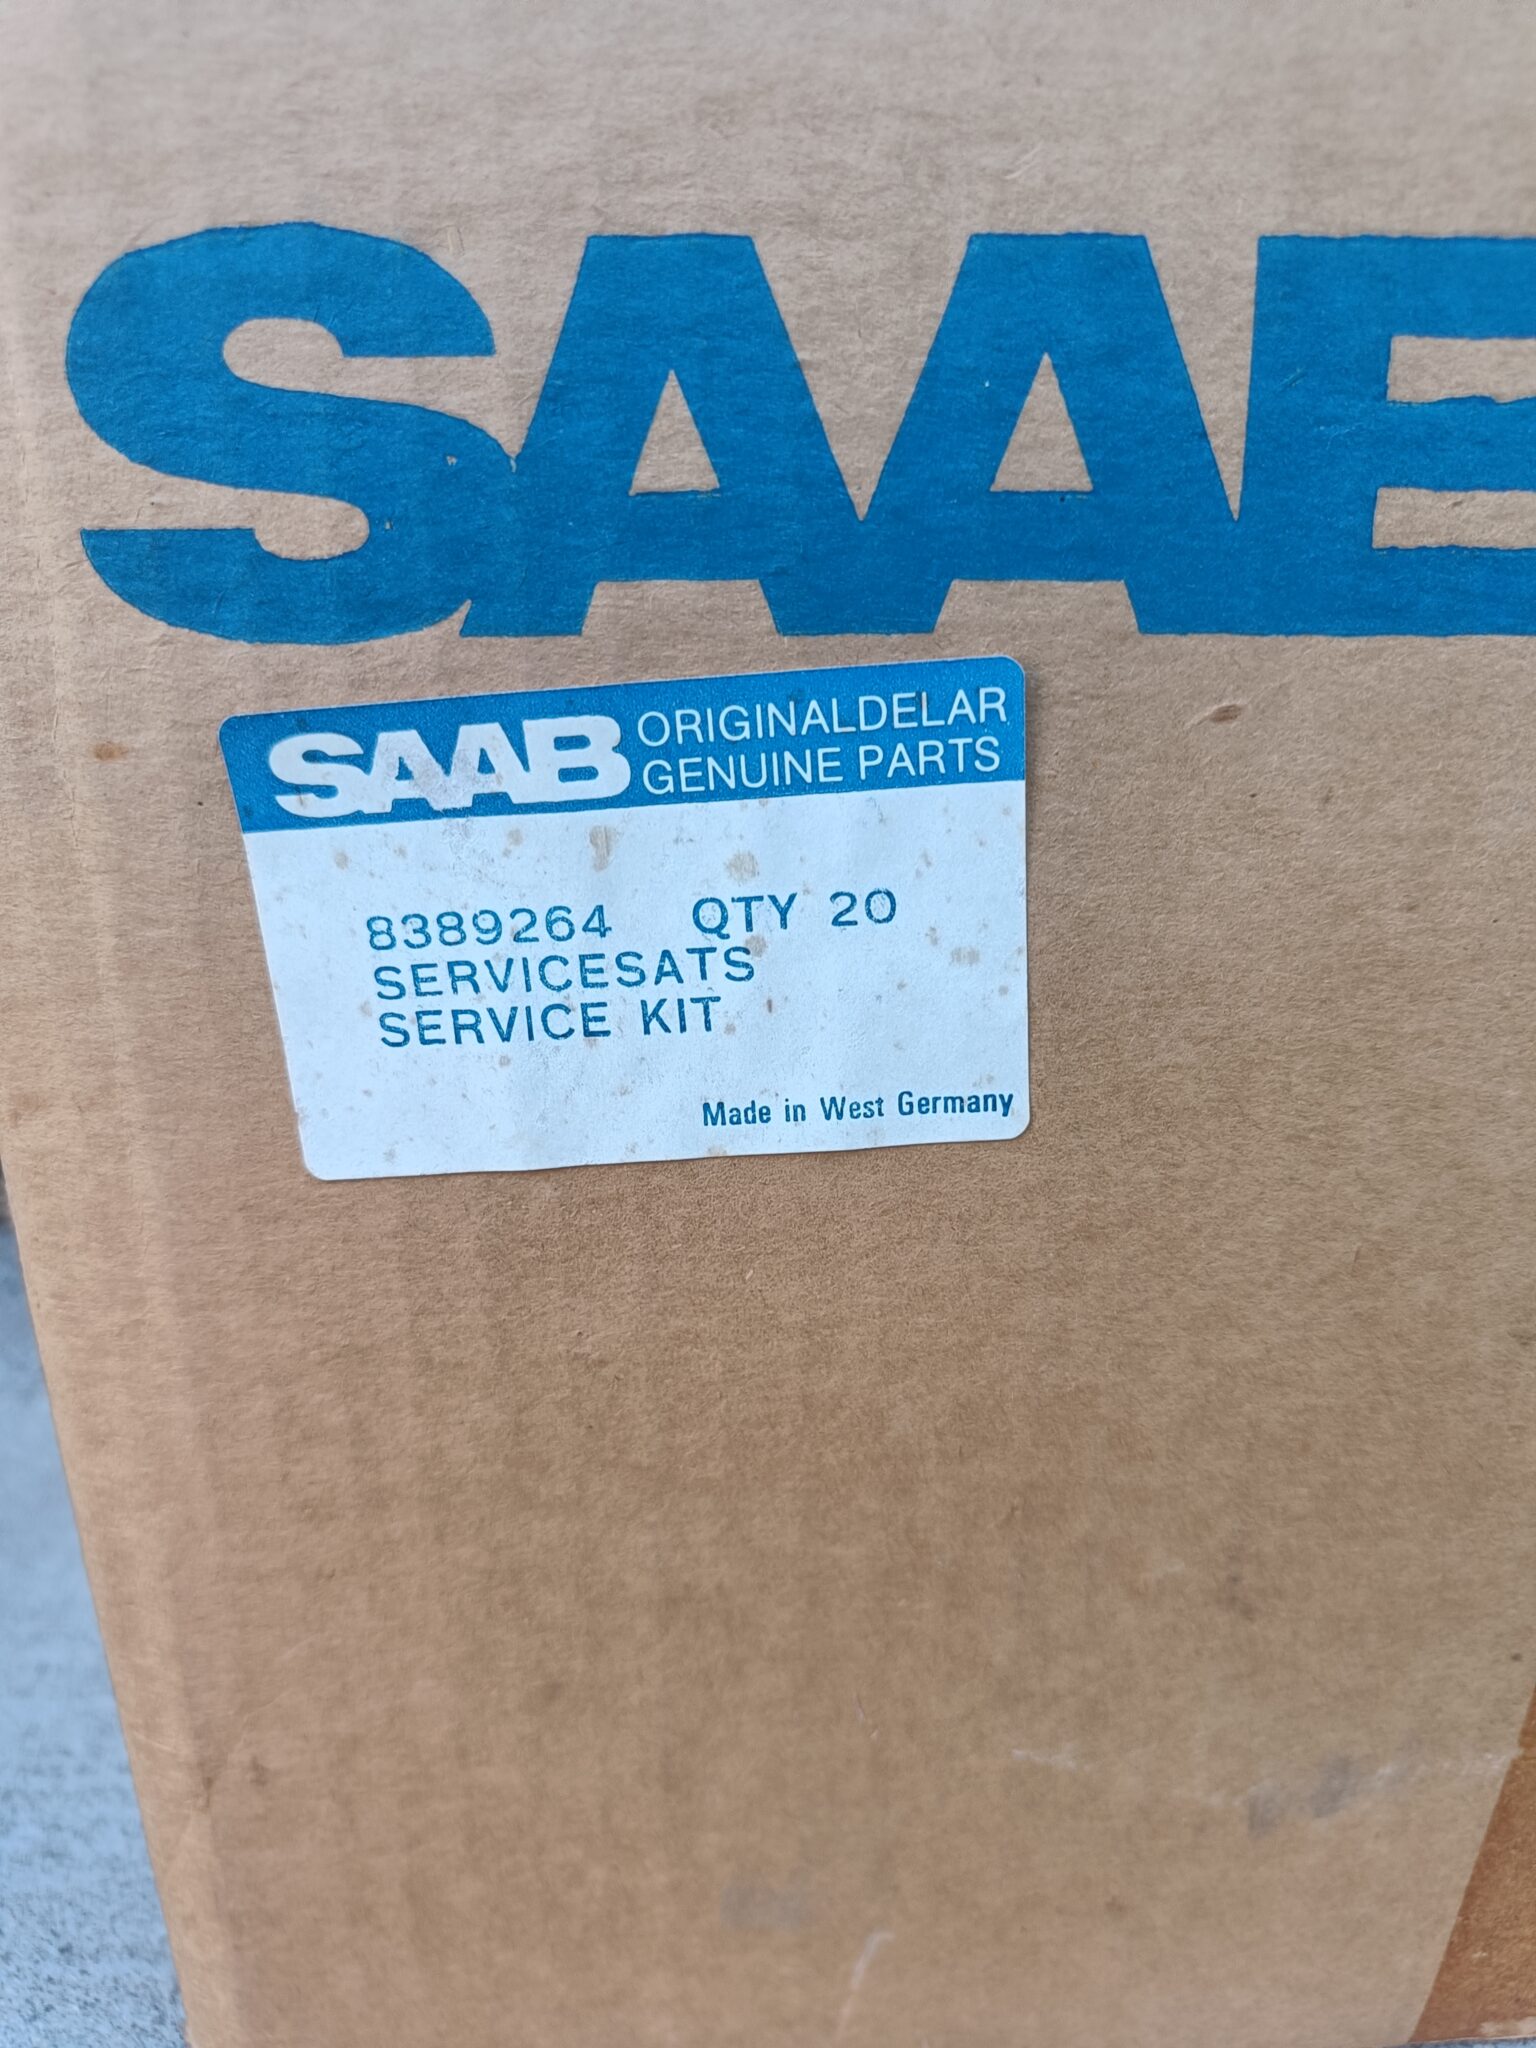 SAAB
SAAB ORIGINALDELAR
GENUINE PARTS
8389264 QTY 20
SERVICESATS
SERVICE KIT
Made in West Germany